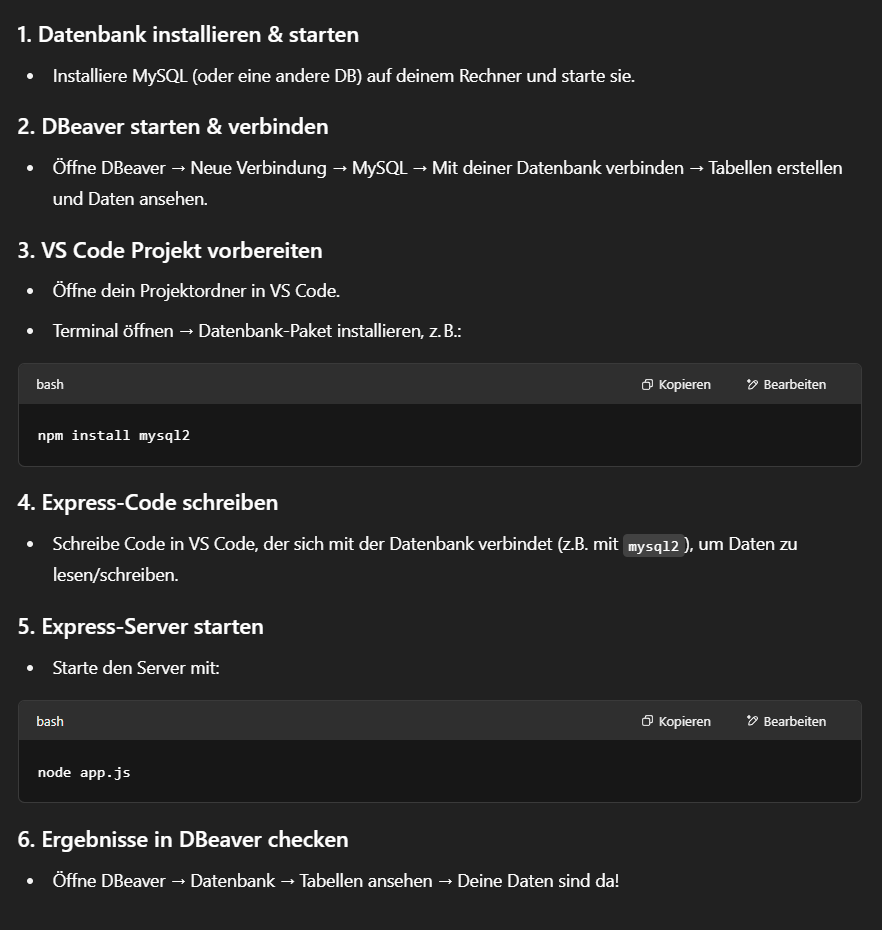 1. Datenbank installieren & starten
• Installiere MySQL (oder eine andere DB) auf deinem Rechner und starte sie.
2. DBeaver starten & verbinden
• Öffne DBeaver → Neue Verbindung → MySQL → Mit deiner Datenbank verbinden → Tabellen erstellen
und Daten ansehen.
3. VS Code Projekt vorbereiten
• Öffne dein Projektordner in VS Code.
• Terminal öffnen → Datenbank-Paket installieren, z. B.:
bash Kopieren Bearbeiten
npm install mysql2
4. Express-Code schreiben
• Schreibe Code in VS Code, der sich mit der Datenbank verbindet (z.B. mit mysql2), um Daten zu
lesen/schreiben.
5. Express-Server starten
• Starte den Server mit:
bash Kopieren Bearbeiten
node app.js
6. Ergebnisse in DBeaver checken
• Öffne DBeaver → Datenbank → Tabellen ansehen → Deine Daten sind da!